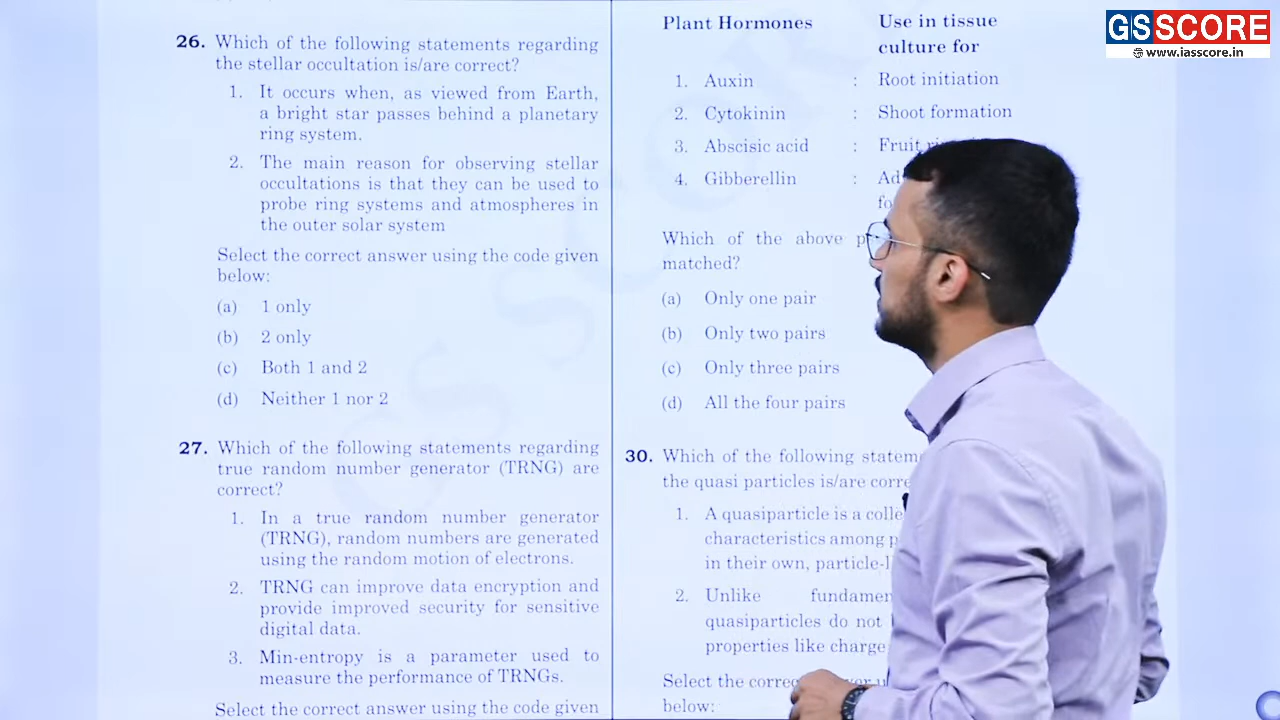 26. Which of the following statements regarding
the stellar occultation is/are correct?
1. It occurs when, as viewed from Earth,
a bright star passes behind a planetary
ring system.
2. The main reason for observing stellar
occultations is that they can be used to
probe ring systems and atmospheres in
the outer solar system
Select the correct answer using the code given
below:
(a) 1 only
(b) 2 only
(c) Both 1 and 2
(d) Neither 1 nor 2
27. Which of the following statements regarding
true random number generator (TRNG) are
correct?
1. In a true random number generator
(TRNG), random numbers are generated
using the random motion of electrons.
2. TRNG can improve data encryption and
provide improved security for sensitive
digital data.
3. Min-entropy is a parameter used to
measure the performance of TRNGs.
Select the correct answer using the code given
Plant Hormones Use in tissue
culture for
1. Auxin : Root initiation
2. Cytokinin : Shoot formation
3. Abscisic acid : Fruit
4. Gibberellin :
Which of the above
matched?
(a) Only one pair
(b) Only two pairs
(c) Only three pairs
(d) All the four pairs
30. Which of the following
the quasi particles is/are
1. A quasiparticle is a
characteristics among
in their own,
2. Unlike
quasiparticles do not
properties like charge
Select the
below:
GSSCORE
www.iasscore.in